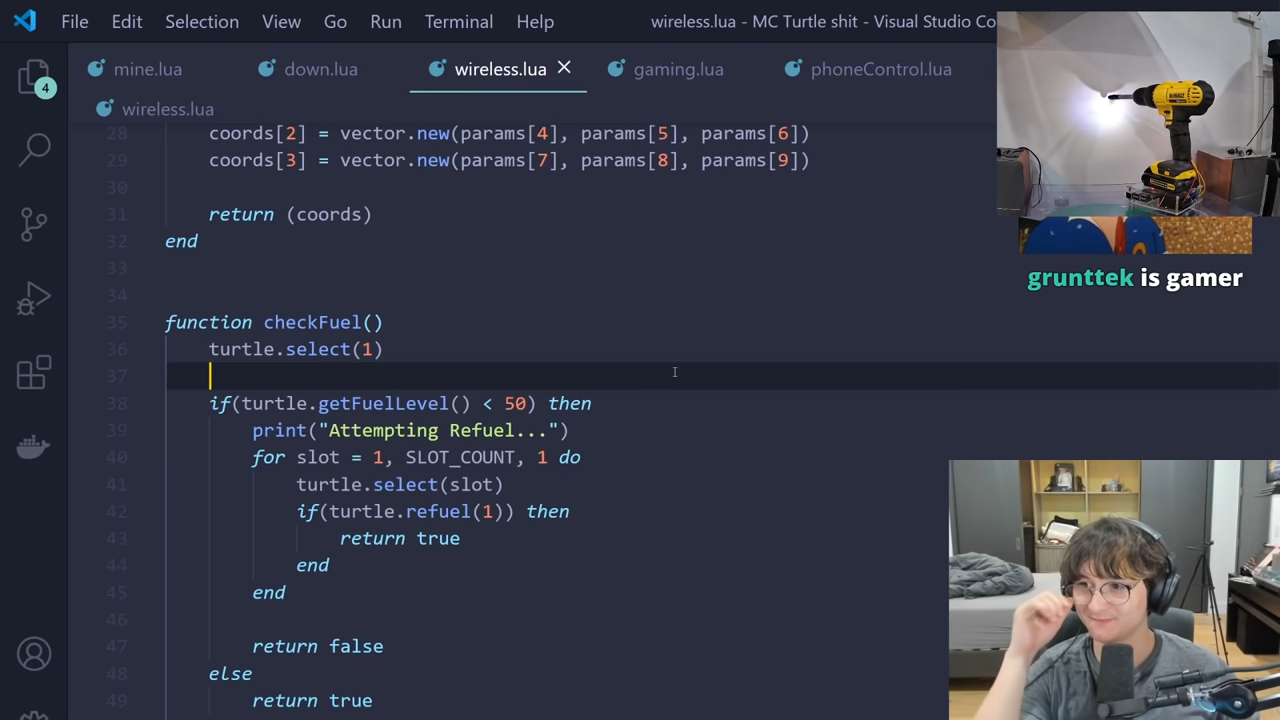 File Edit Selection View Go Run Terminal Help wireless.lua - MC Turtle shit - Visual Studio Co
4
mine.lua down.lua wireless.lua gaming.lua phoneControl.lua
wireless.lua
28 coords[2] = vector.new(params[4], params[5], params[6])
29 coords[3] = vector.new(params[7], params[8], params[9])
30
31 return (coords)
32 end
33
34
35 function checkFuel()
36 turtle.select(1)
37
38 if(turtle.getFuelLevel() < 50) then
39 print("Attempting Refuel...")
40 for slot = 1, SLOT_COUNT, 1 do
41 turtle.select(slot)
42 if(turtle.refuel(1)) then
43 return true
44 end
45 end
46
47 return false
48 else
49 return true
DEWALT
grunttek is gamer